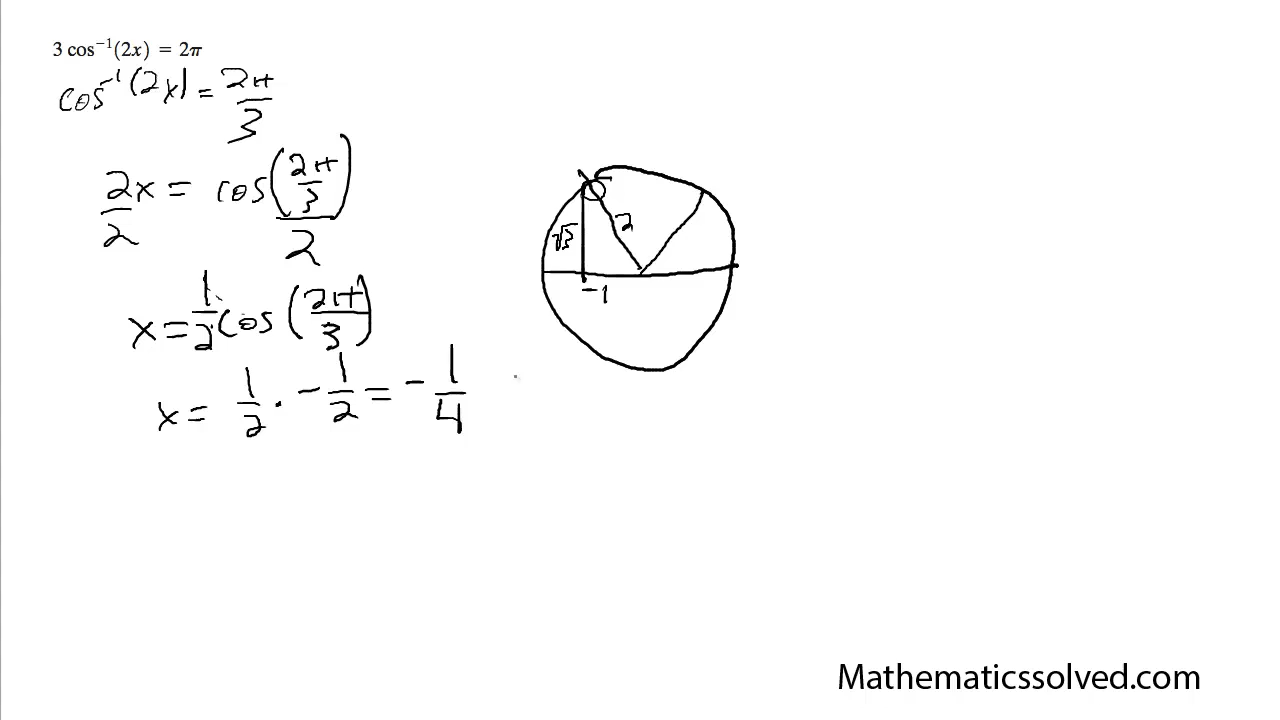 3 cos⁻¹(2x) = 2π
cos⁻¹(2x) = 2π/3
2x/2 = cos(2π/3)/2
x = 1/2 cos(2π/3)
x = 1/2 · -1/2 = -1/4
√3
2
-1
Mathematicssolved.com